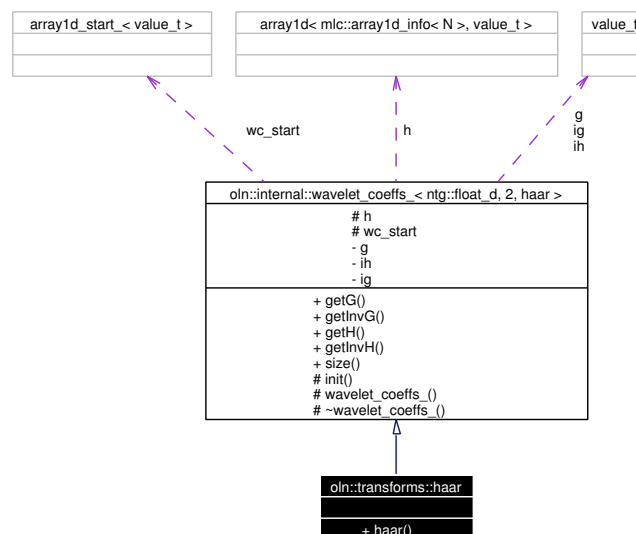 array1d_start_< value_t >
array1d< mlc::array1d_info< N >, value_t >
value_t
wc_start
h
g
ig
ih
oln::internal::wavelet_coeffs_< ntg::float_d, 2, haar >
# h
# wc_start
- g
- ih
- ig
+ getG()
+ getInvG()
+ getH()
+ getInvH()
+ size()
# init()
# wavelet_coeffs_()
# ~wavelet_coeffs_()
oln::transforms::haar
+ haar()